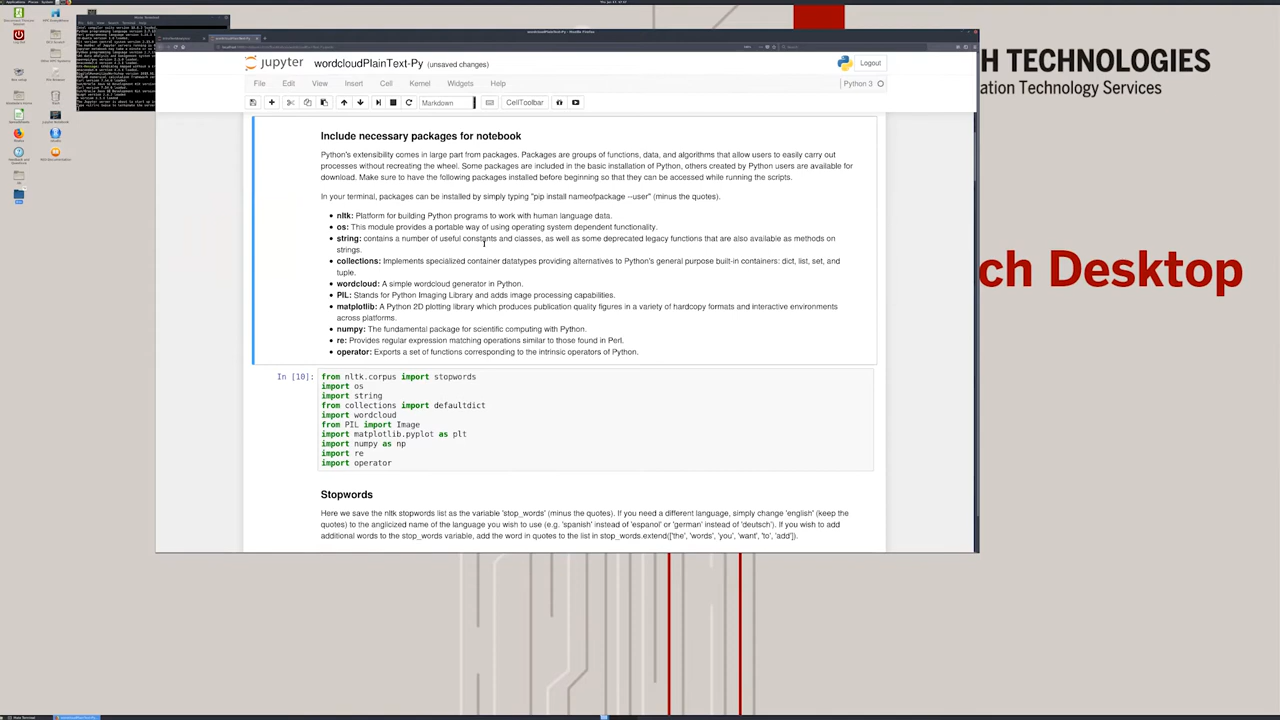 H TECHNOLOGIES
ation Technology Services
ch Desktop
jupyter wordcloudPlainText-Py (unsaved changes)
Logout
File Edit View Insert Cell Kernel Widgets Help
Python 3
Markdown
CellToolbar
Include necessary packages for notebook
Python's extensibility comes in large part from packages. Packages are groups of functions, data, and algorithms that allow users to easily carry out
processes without recreating the wheel. Some packages are included in the basic installation of Python, others created by Python users are available for
download. Make sure to have the following packages installed before beginning so that they can be accessed while running the scripts.
In your terminal, packages can be installed by simply typing "pip install nameofpackage --user" (minus the quotes).
nltk: Platform for building Python programs to work with human language data.
os: This module provides a portable way of using operating system dependent functionality.
string: contains a number of useful constants and classes, as well as some deprecated legacy functions that are also available as methods on
strings.
collections: Implements specialized container datatypes providing alternatives to Python's general purpose built-in containers: dict, list, set, and
tuple.
wordcloud: A simple wordcloud generator in Python.
PIL: Stands for Python Imaging Library and adds image processing capabilities.
matplotlib: A Python 2D plotting library which produces publication quality figures in a variety of hardcopy formats and interactive environments
across platforms.
numpy: The fundamental package for scientific computing with Python.
re: Provides regular expression matching operations similar to those found in Perl.
operator: Exports a set of functions corresponding to the intrinsic operators of Python.
In [10]:
from nltk.corpus import stopwords
import os
import string
from collections import defaultdict
import wordcloud
from PIL import Image
import matplotlib.pyplot as plt
import numpy as np
import re
import operator
Stopwords
Here we save the nltk stopwords list as the variable 'stop_words' (minus the quotes). If you need a different language, simply change 'english' (keep the
quotes) to the anglicized name of the language you wish to use (e.g. 'spanish' instead of 'espanol' or 'german' instead of 'deutsch'). If you wish to add
additional words to the stop_words variable, add the word in quotes to the list in stop_words.extend(['the', 'words', 'you', 'want', 'to', 'add']).